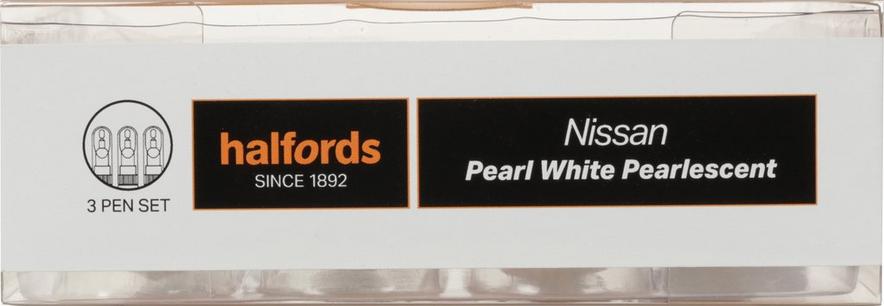 3 PEN SET
halfords
SINCE 1892
Nissan
Pearl White Pearlescent